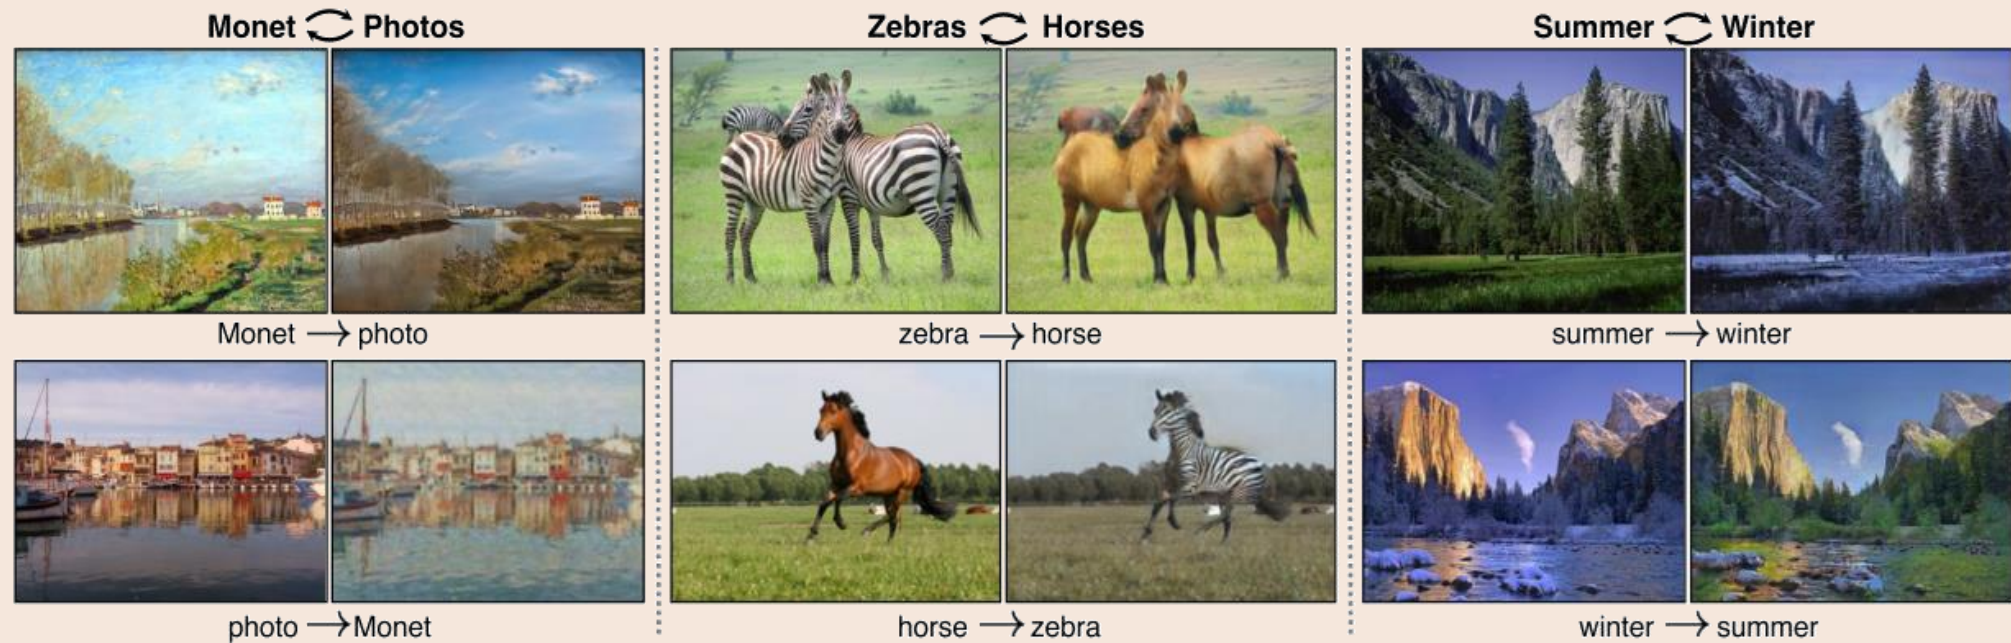 Monet Photos
Zebras Horses
Summer Winter
Monet → photo
zebra → horse
summer → winter
photo → Monet
horse → zebra
winter → summer